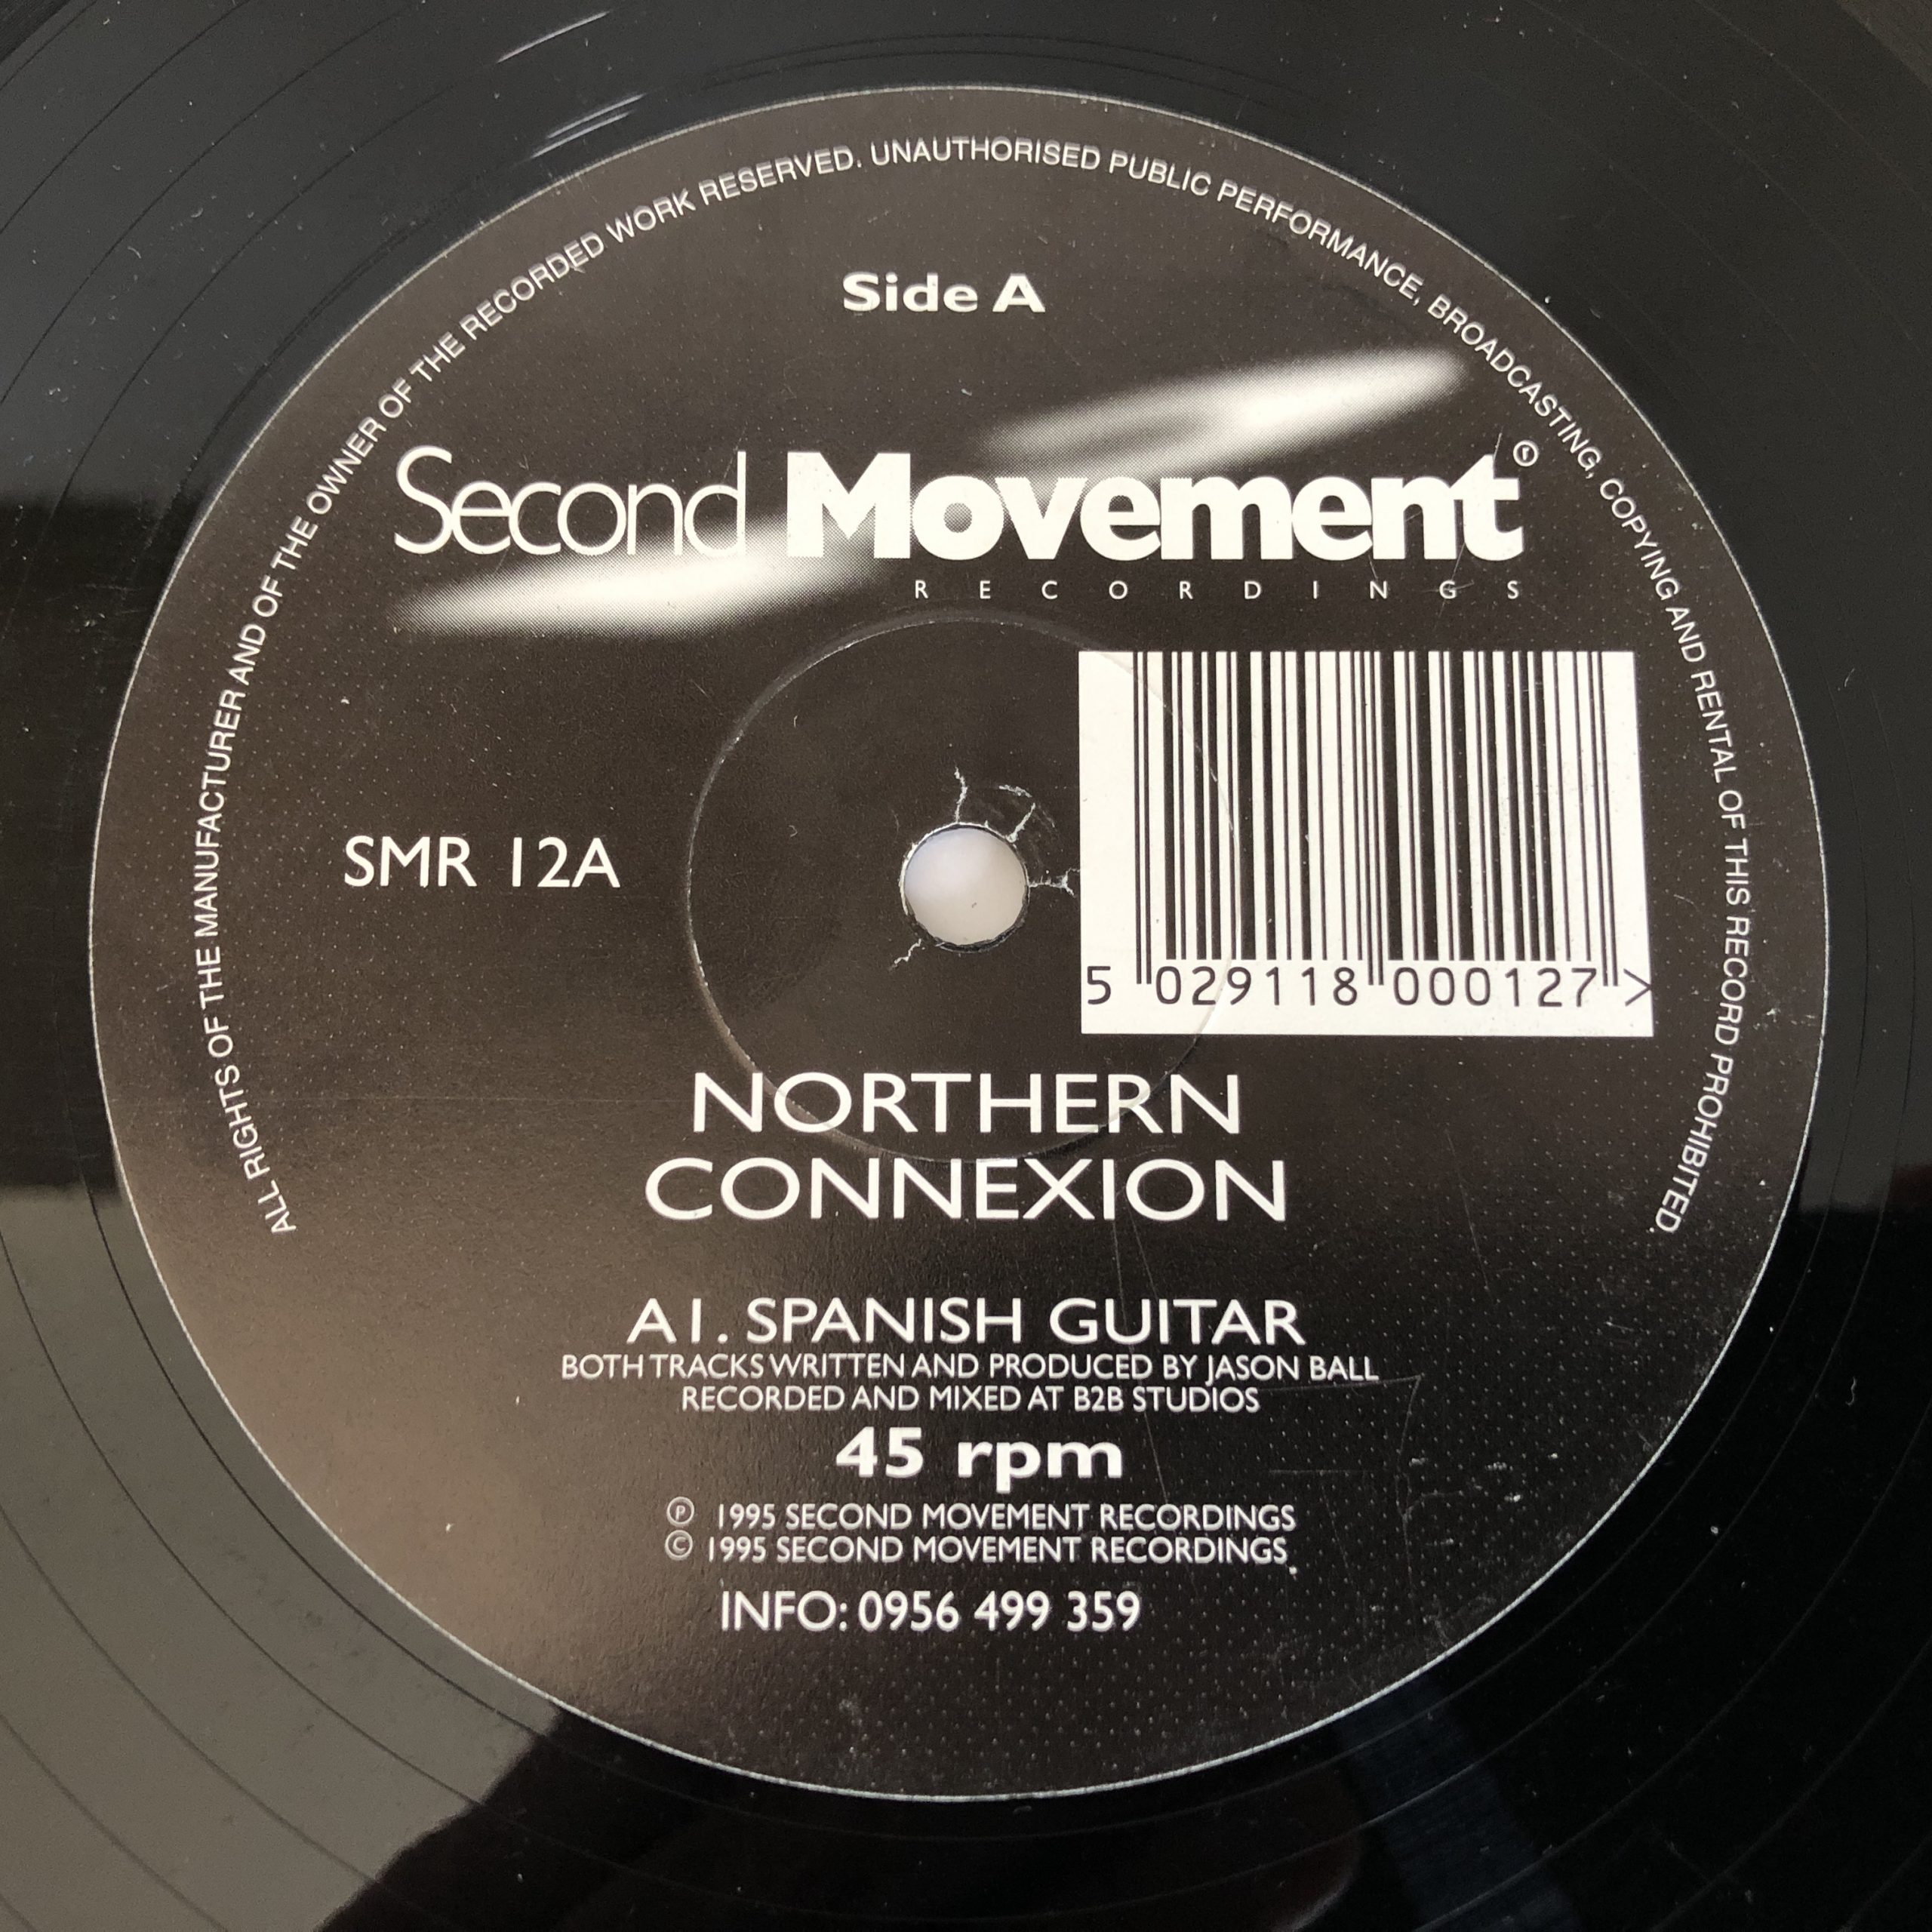 ALL RIGHTS OF THE MANUFACTURER AND OF THE OWNER OF THE RECORDED WORK RESERVED. UNAUTHORISED PUBLIC PERFORMANCE, BROADCASTING, COPYING AND RENTAL OF THIS RECORD PROHIBITED.
Side A
Second Movement
RECORDINGS
SMR 12A
5 029118 000127 >
NORTHERN
CONNEXION
A1. SPANISH GUITAR
BOTH TRACKS WRITTEN AND PRODUCED BY JASON BALL
RECORDED AND MIXED AT B2B STUDIOS
45 rpm
℗ 1995 SECOND MOVEMENT RECORDINGS
© 1995 SECOND MOVEMENT RECORDINGS
INFO: 0956 499 359